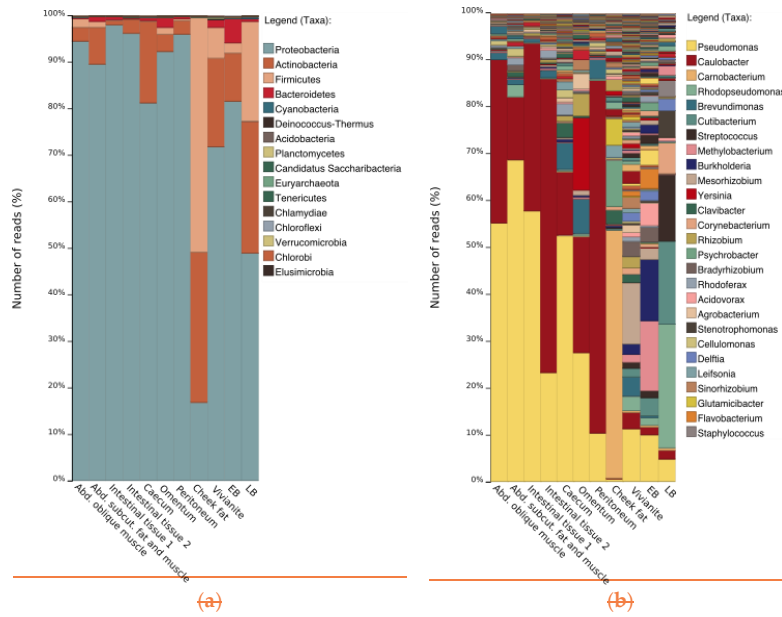 Legend (Taxa):
Proteobacteria
Actinobacteria
Firmicutes
Bacteroidetes
Cyanobacteria
Deinococcus-Thermus
Acidobacteria
Planctomycetes
Candidatus Saccharibacteria
Euryarchaeota
Tenericutes
Chlamydiae
Chloroflexi
Verrucomicrobia
Chlorobi
Elusimicrobia
Number of reads (%)
100%
90%
80%
70%
60%
50%
40%
30%
20%
10%
0%
Abd. oblique muscle
Abd. subcut. fat and muscle
Intestinal tissue 1
Intestinal tissue 2
Caecum
Omentum
Peritoneum
Cheek fat
Vivianite
EB
LB
(a)
Legend (Taxa):
Pseudomonas
Caulobacter
Carnobacterium
Rhodopseudomonas
Brevundimonas
Cutibacterium
Streptococcus
Methylobacterium
Burkholderia
Mesorhizobium
Yersinia
Clavibacter
Corynebacterium
Rhizobium
Psychrobacter
Bradyrhizobium
Rhodoferax
Acidovorax
Agrobacterium
Stenotrophomonas
Cellulomonas
Delftia
Leifsonia
Sinorhizobium
Glutamicibacter
Flavobacterium
Staphylococcus
Number of reads (%)
100%
90%
80%
70%
60%
50%
40%
30%
20%
10%
0%
Abd. oblique muscle
Abd. subcut. fat and muscle
Intestinal tissue 1
Intestinal tissue 2
Caecum
Omentum
Peritoneum
Cheek fat
Vivianite
EB
LB
(b)